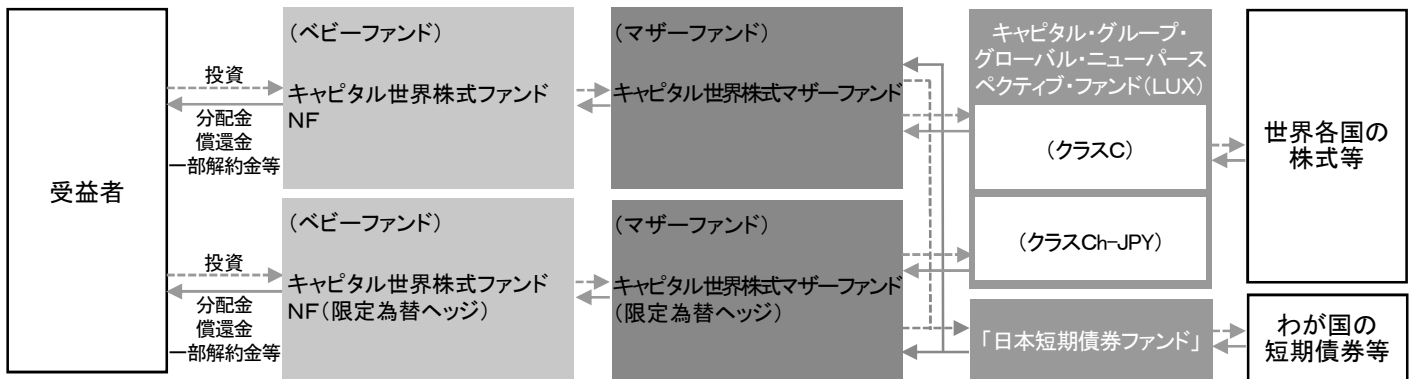 受益者
投資
分配金
償還金
一部解約金等
投資
分配金
償還金
一部解約金等
（ベビーファンド）
キャピタル世界株式ファンド
NF
（ベビーファンド）
キャピタル世界株式ファンド
NF（限定為替ヘッジ）
（マザーファンド）
キャピタル世界株式マザーファンド
（マザーファンド）
キャピタル世界株式マザーファンド
（限定為替ヘッジ）
キャピタル・グループ・
グローバル・ニューパース
ペクティブ・ファンド（LUX）
（クラスC）
（クラスCh-JPY）
「日本短期債券ファンド」
世界各国の
株式等
わが国の
短期債券等